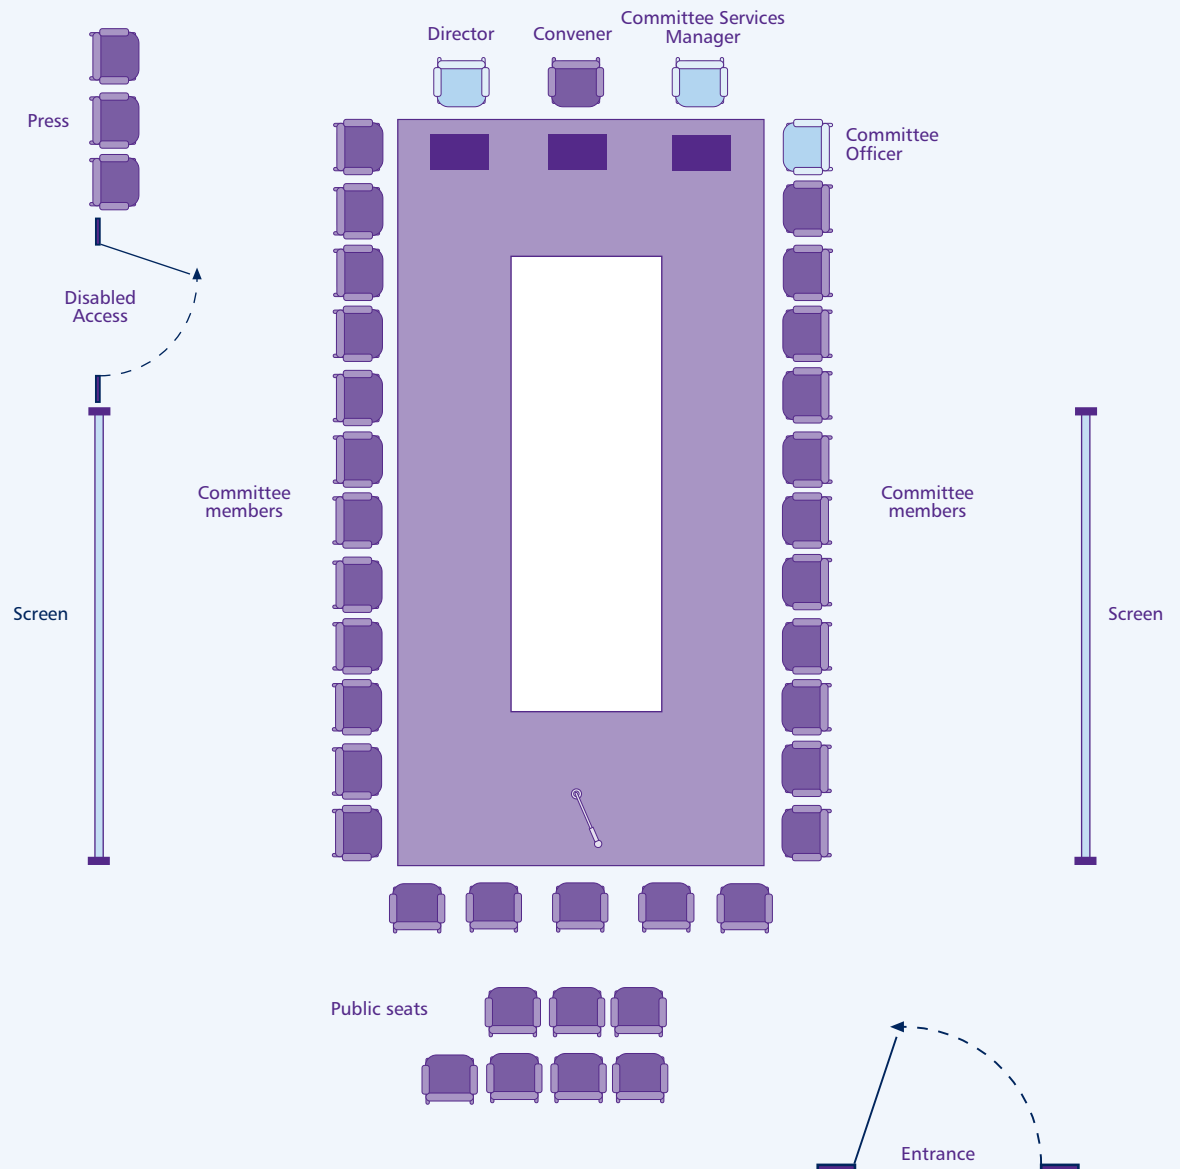 Committee Services
Manager
Director
Convener
Press
Committee
Officer
Disabled
Access
Committee
members
Committee
members
Screen
Screen
Public seats
Entrance